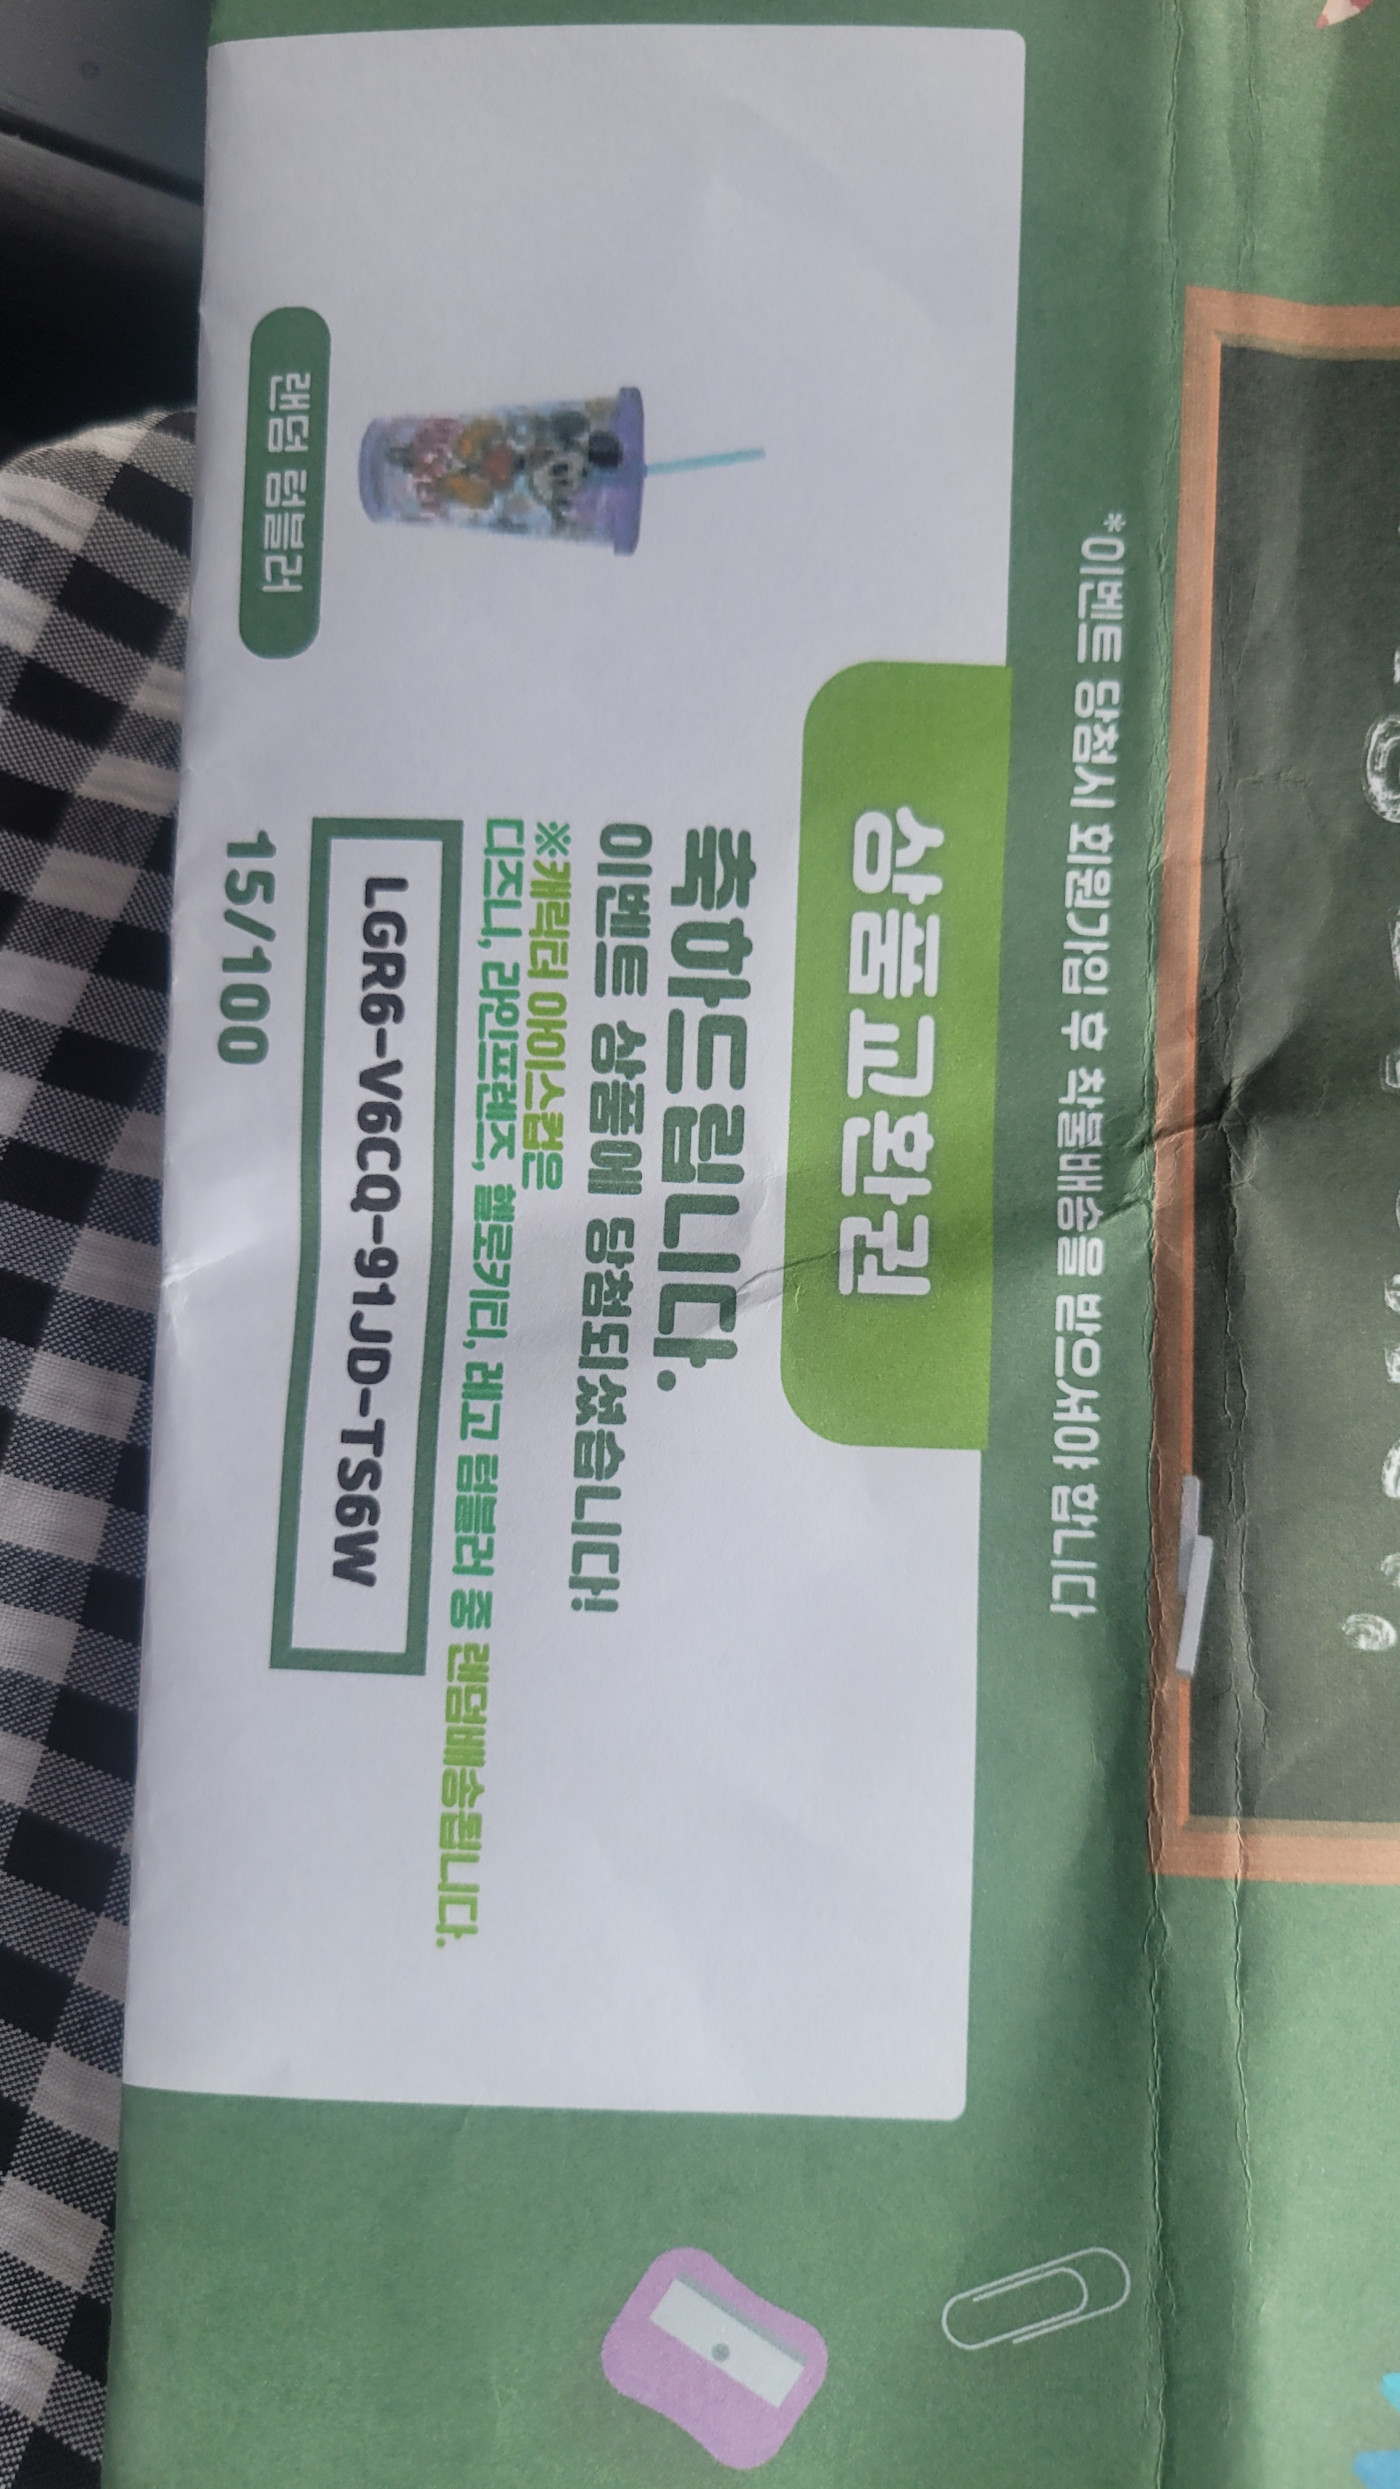 *이벤트 당첨시 회원가입 후 착불배송을 받으셔야 합니다
상품교환권
축하드립니다.
이벤트 상품에 당첨되셨습니다!
※캐릭터 아이스컵은
디즈니, 라인프렌즈, 헬로키티, 레고 텀블러 중 랜덤배송됩니다.
LGR6-V6CQ-91JD-TS6W
랜덤 텀블러
15/100